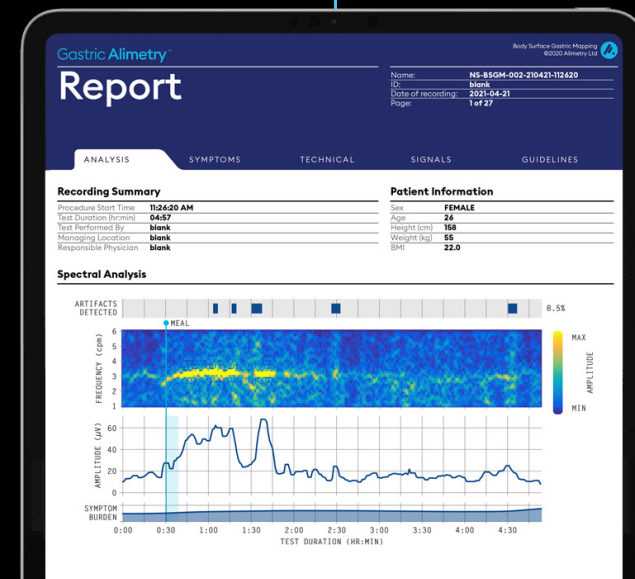 Gastric Alimetry™
Body Surface Gastric Mapping
©2020 Alimetry Ltd
Report
Name: NS-BSGM-002-210421-112620
ID: blank
Date of recording: 2021-04-21
Page: 1 of 27
ANALYSIS SYMPTOMS TECHNICAL SIGNALS GUIDELINES
Recording Summary
Procedure Start Time 11:26:20 AM
Test Duration (hr:min) 04:57
Test Performed By blank
Managing Location blank
Responsible Physician blank
Patient Information
Sex FEMALE
Age 26
Height (cm) 158
Weight (kg) 55
BMI 22.0
Spectral Analysis
ARTIFACTS
DETECTED
8.5%
MEAL
FREQUENCY (cpm)
6
5
4
3
2
1
MAX
AMPLITUDE
MIN
AMPLITUDE (μV)
60
40
20
0
SYMPTOM
BURDEN
0:00 0:30 1:00 1:30 2:00 2:30 3:00 3:30 4:00 4:30
TEST DURATION (HR:MIN)